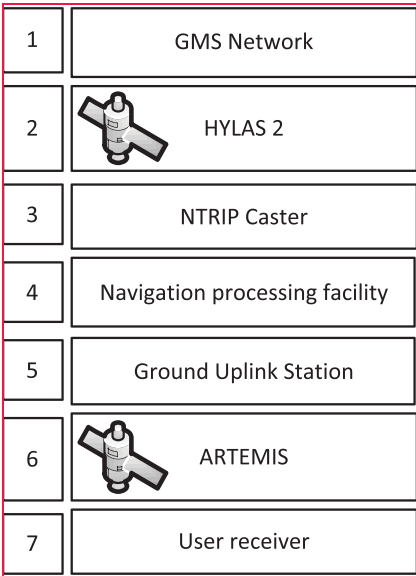 1 GMS Network
2 HYLAS 2
3 NTRIP Caster
4 Navigation processing facility
5 Ground Uplink Station
6 ARTEMIS
7 User receiver